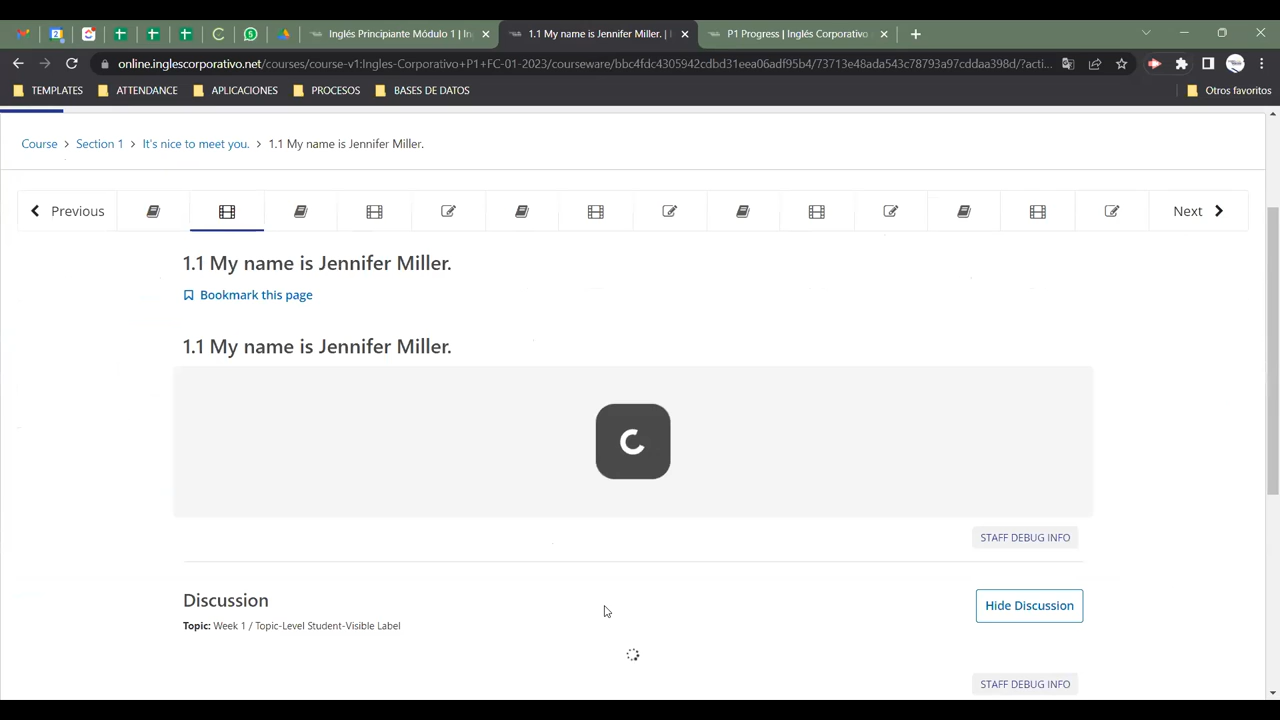 Inglés Principiante Módulo 1 | In
1.1 My name is Jennifer Miller. |
P1 Progress | Inglés Corporativo
online.inglescorporativo.net/courses/course-v1:Ingles-Corporativo+P1+FC-01-2023/courseware/bbc4fdc4305942cdbd31eea06adf95b4/73713e48ada543c78793a97cddaa398d/?acti...
TEMPLATES
ATTENDANCE
APLICACIONES
PROCESOS
BASES DE DATOS
Otros favoritos
Course > Section 1 > It's nice to meet you. > 1.1 My name is Jennifer Miller.
Previous
Next
1.1 My name is Jennifer Miller.
Bookmark this page
1.1 My name is Jennifer Miller.
STAFF DEBUG INFO
Discussion
Hide Discussion
Topic: Week 1 / Topic-Level Student-Visible Label
STAFF DEBUG INFO